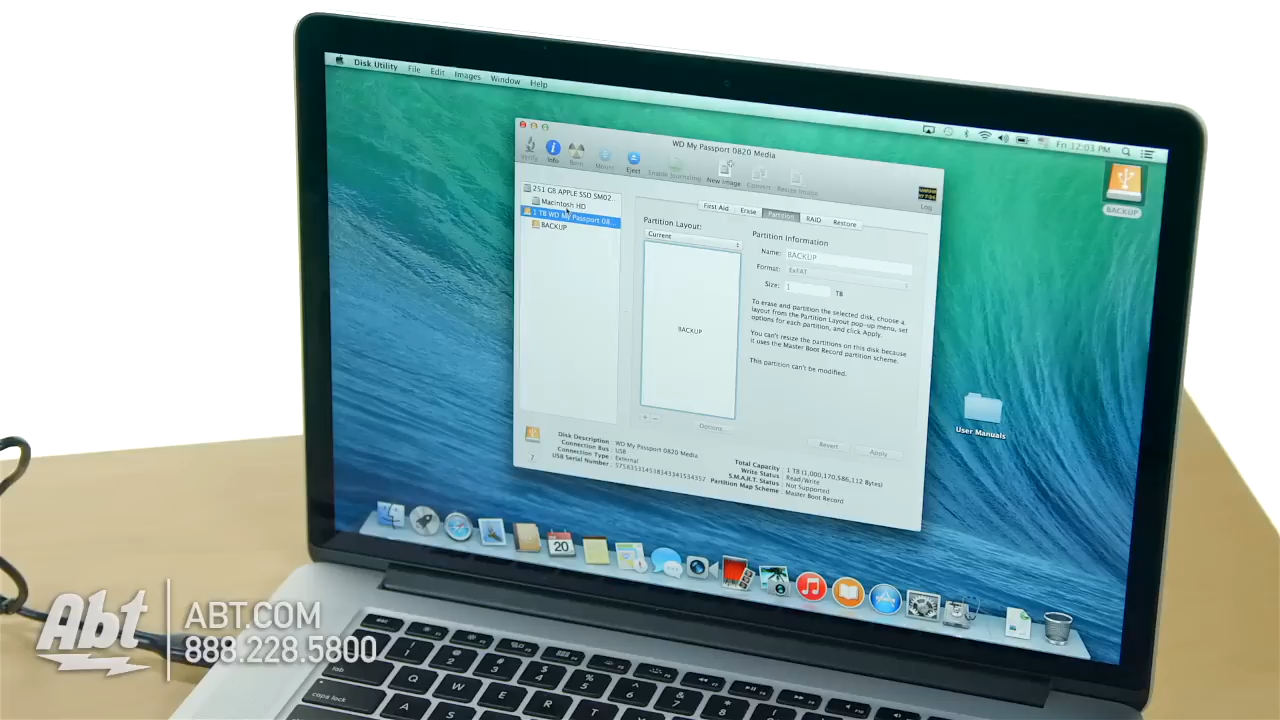 Disk Utility File Edit Images Window Help
Fri 12:03 PM
WD My Passport 0820 Media
Verify Info Burn Mount Eject Enable Journaling New Image Convert Resize Image
Log
251 GB APPLE SSD SM02...
Macintosh HD
1 TB WD My Passport 08...
BACKUP
First Aid Erase Partition RAID Restore
Partition Layout:
Current
BACKUP
Options...
Partition Information
Name: BACKUP
Format: ExFAT
Size: 1 TB
To erase and partition the selected disk, choose a
layout from the Partition Layout pop-up menu, set
options for each partition, and click Apply.
You can't resize the partitions on this disk because
it uses the Master Boot Record partition scheme.
This partition can't be modified.
Revert Apply
Disk Description : WD My Passport 0820 Media
Connection Bus : USB
Connection Type : External
USB Serial Number :
Total Capacity : 1 TB (1,000,170,586,112 Bytes)
Write Status : Read/Write
S.M.A.R.T. Status : Not Supported
Partition Map Scheme : Master Boot Record
?
BACKUP
User Manuals
20
Abt
ABT.COM
888.228.5800
esc
tab
caps lock
Q W E R T
A S